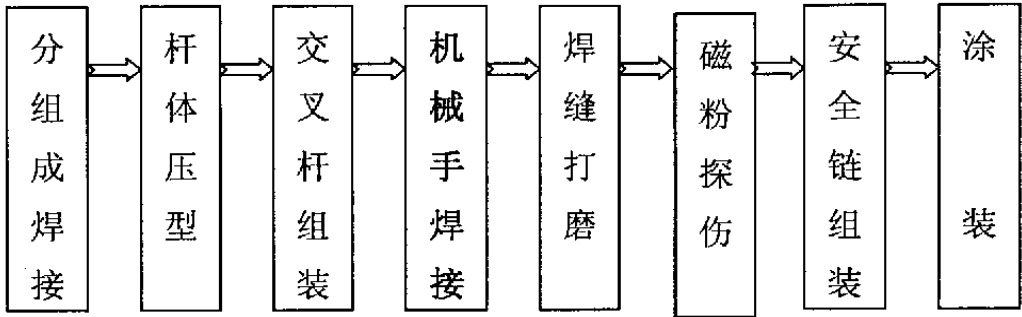 分组成焊接
杆体压型
交叉杆组装
机械手焊接
焊缝打磨
磁粉探伤
安全链组装
涂装